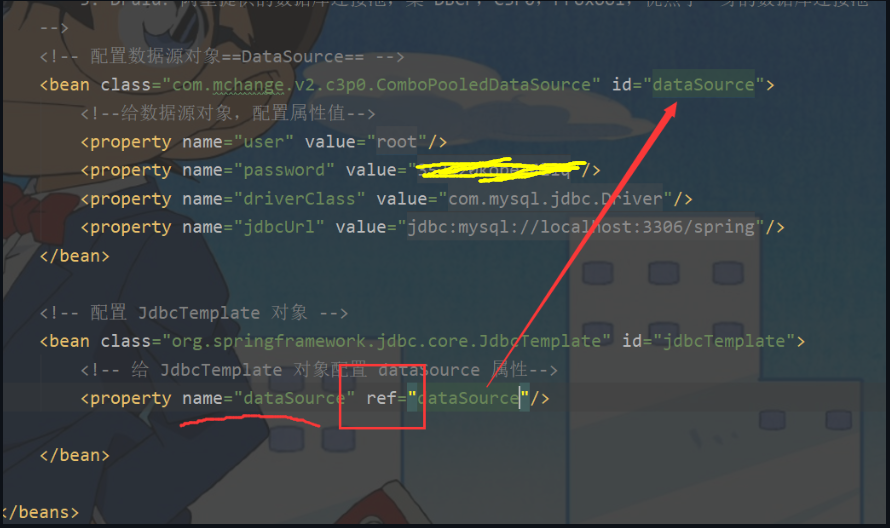 -->
<!-- 配置数据源对象==DataSource== -->
<bean class="com.mchange.v2.c3p0.ComboPooledDataSource" id="dataSource">
<!--给数据源对象，配置属性值-->
<property name="user" value="root"/>
<property name="password" value="
"/>
<property name="driverClass" value="com.mysql.jdbc.Driver"/>
<property name="jdbcUrl" value="jdbc:mysql://localhost:3306/spring"/>
</bean>
<!-- 配置 JdbcTemplate 对象 -->
<bean class="org.springframework.jdbc.core.JdbcTemplate" id="jdbcTemplate">
<!-- 给 JdbcTemplate 对象配置 dataSource 属性-->
<property name="dataSource" ref="dataSource"/>
</bean>
</beans>